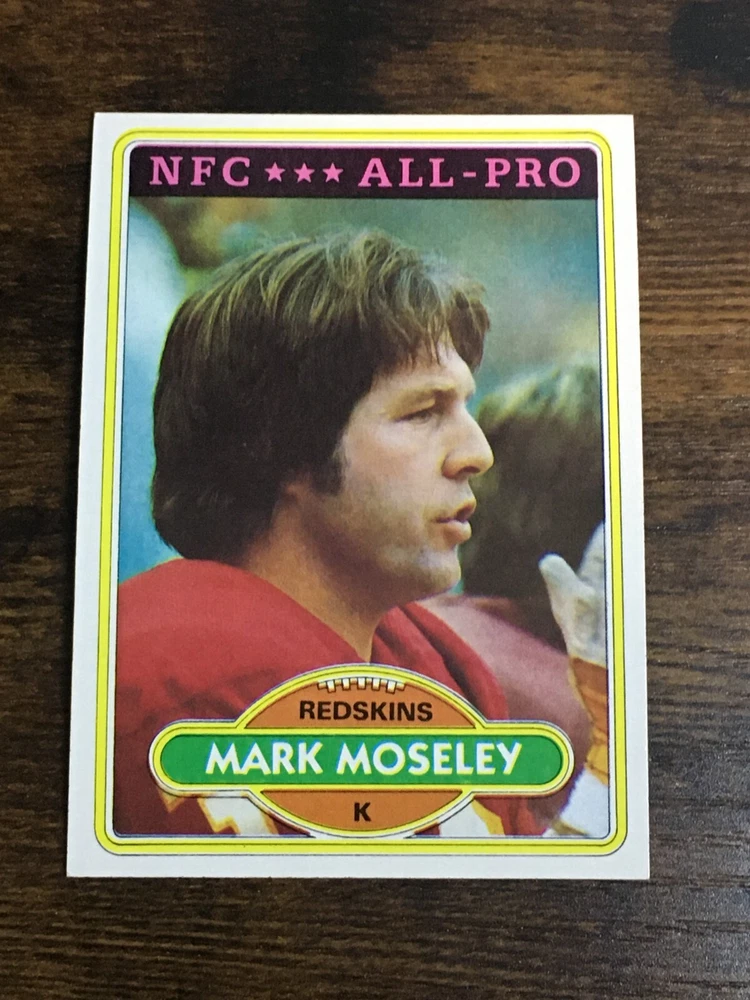 NFC ★★★ ALL-PRO
REDSKINS
MARK MOSELEY
K